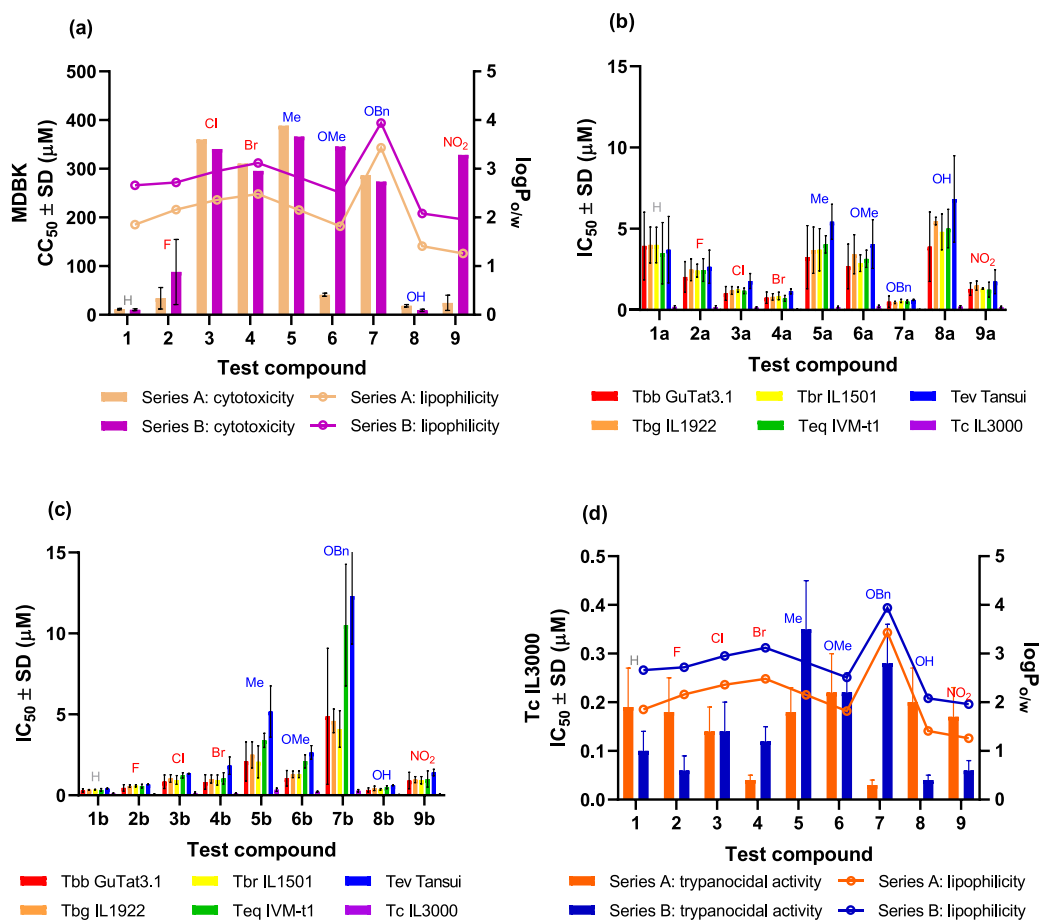 (a)
MDBK
CC50 ± SD (μM)
500
400
300
200
100
0
H
F
Cl
Br
Me
OMe
OBn
OH
NO2
5
4
3
2
1
0
logPo/w
1 2 3 4 5 6 7 8 9
Test compound
Series A: cytotoxicity Series A: lipophilicity
Series B: cytotoxicity Series B: lipophilicity
(b)
IC50 ± SD (μM)
15
10
5
0
H
F
Cl
Br
Me
OMe
OBn
OH
NO2
1a 2a 3a 4a 5a 6a 7a 8a 9a
Test compound
Tbb GuTat3.1 Tbr IL1501 Tev Tansui
Tbg IL1922 Teq IVM-t1 Tc IL3000
(c)
IC50 ± SD (μM)
15
10
5
0
H
F
Cl
Br
Me
OMe
OBn
OH
NO2
1b 2b 3b 4b 5b 6b 7b 8b 9b
Test compound
Tbb GuTat3.1 Tbr IL1501 Tev Tansui
Tbg IL1922 Teq IVM-t1 Tc IL3000
(d)
Tc IL3000
IC50 ± SD (μM)
0.5
0.4
0.3
0.2
0.1
0.0
H
F
Cl
Br
Me
OMe
OBn
OH
NO2
5
4
3
2
1
0
logPo/w
1 2 3 4 5 6 7 8 9
Test compound
Series A: trypanocidal activity Series A: lipophilicity
Series B: trypanocidal activity Series B: lipophilicity